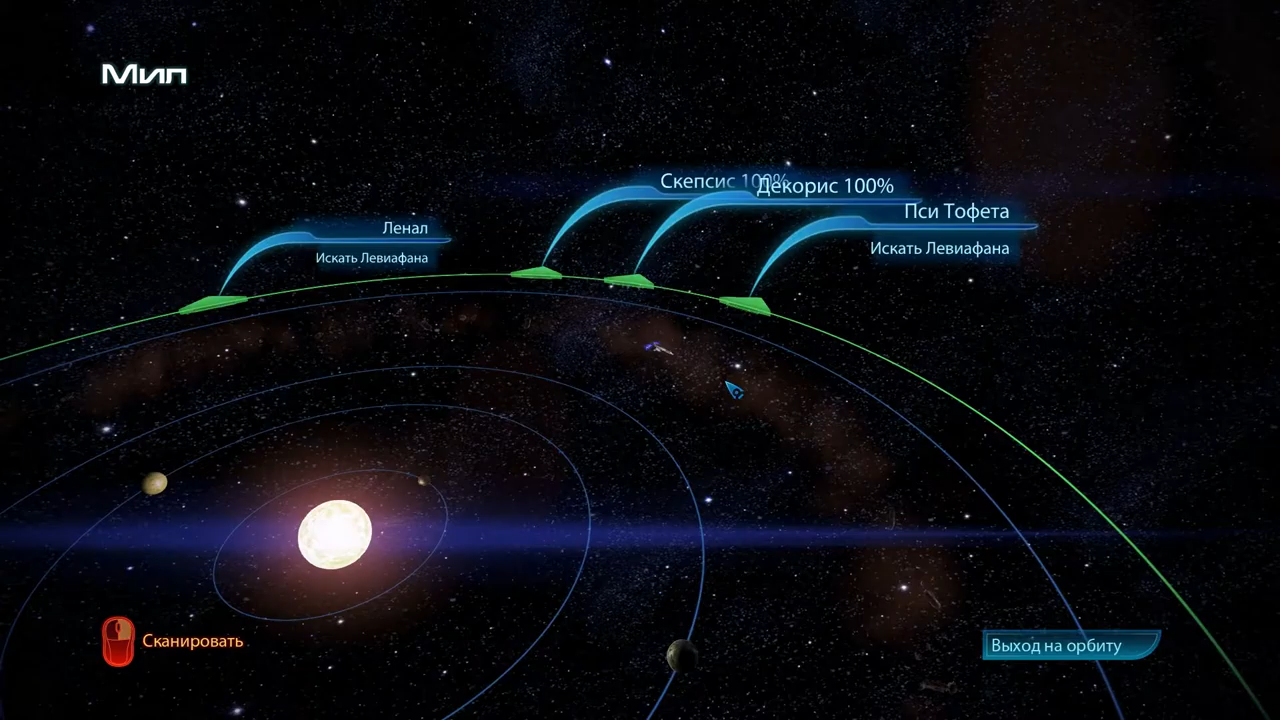 Мип
Скепсис 100%
Декорис 100%
Пси Тофета
Искать Левиафана
Ленал
Искать Левиафана
Сканировать
Выход на орбиту